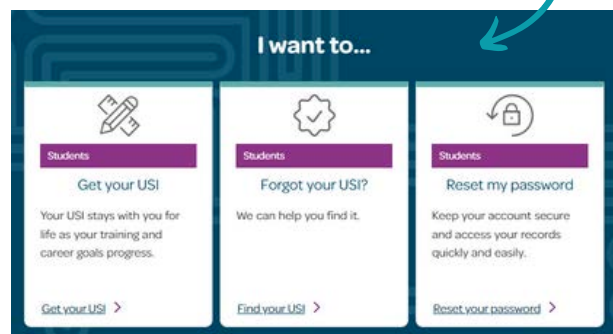 I want to...
Students
Get your USI
Your USI stays with you for
life as your training and
career goals progress.
Get your USI
Students
Forgot your USI?
We can help you find it.
Find your USI
Students
Reset my password
Keep your account secure
and access your records
quickly and easily.
Reset your password